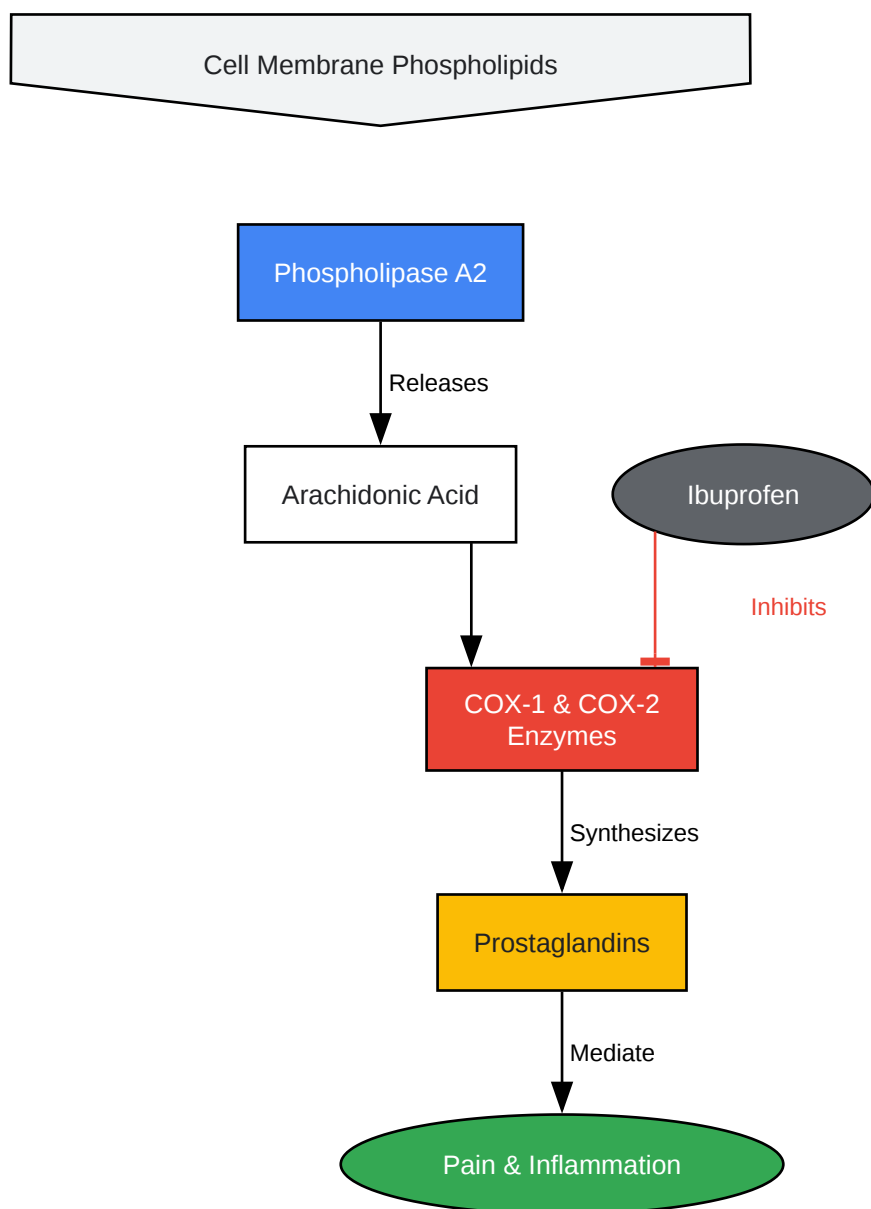 Cell Membrane Phospholipids
Phospholipase A2
Releases
Arachidonic Acid
Ibuprofen
Inhibits
COX-1 & COX-2
Enzymes
Synthesizes
Prostaglandins
Mediate
Pain & Inflammation